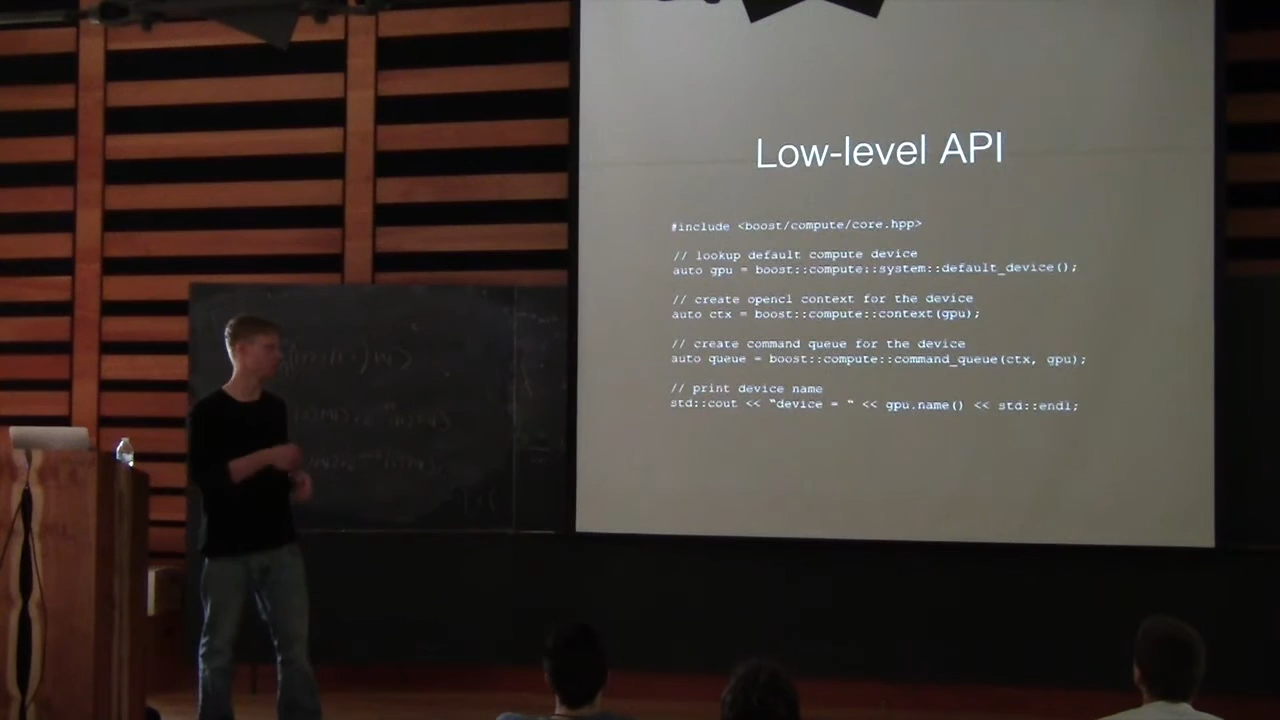 Low-level API
#include <boost/compute/core.hpp>
// lookup default compute device
auto gpu = boost::compute::system::default_device();
// create opencl context for the device
auto ctx = boost::compute::context(gpu);
// create command queue for the device
auto queue = boost::compute::command_queue(ctx, gpu);
// print device name
std::cout << "device = " << gpu.name() << std::endl;